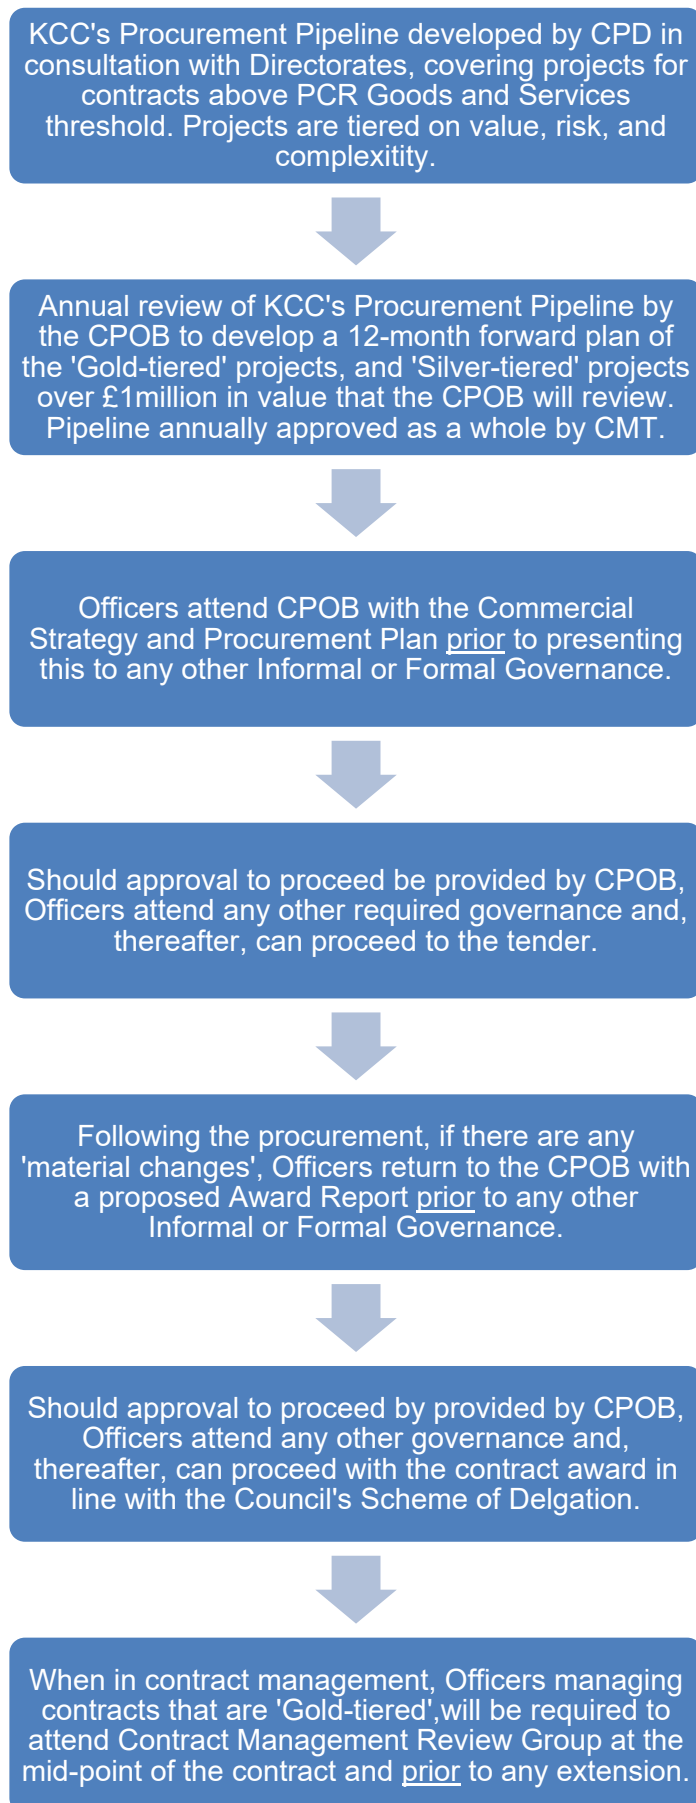 KCC's Procurement Pipeline developed by CPD in
consultation with Directorates, covering projects for
contracts above PCR Goods and Services
threshold. Projects are tiered on value, risk, and
complexitity.
Annual review of KCC's Procurement Pipeline by
the CPOB to develop a 12-month forward plan of
the 'Gold-tiered' projects, and 'Silver-tiered' projects
over £1million in value that the CPOB will review.
Pipeline annually approved as a whole by CMT.
Officers attend CPOB with the Commercial
Strategy and Procurement Plan prior to presenting
this to any other Informal or Formal Governance.
Should approval to proceed be provided by CPOB,
Officers attend any other required governance and,
thereafter, can proceed to the tender.
Following the procurement, if there are any
'material changes', Officers return to the CPOB with
a proposed Award Report prior to any other
Informal or Formal Governance.
Should approval to proceed by provided by CPOB,
Officers attend any other governance and,
thereafter, can proceed with the contract award in
line with the Council's Scheme of Delgation.
When in contract management, Officers managing
contracts that are 'Gold-tiered',will be required to
attend Contract Management Review Group at the
mid-point of the contract and prior to any extension.